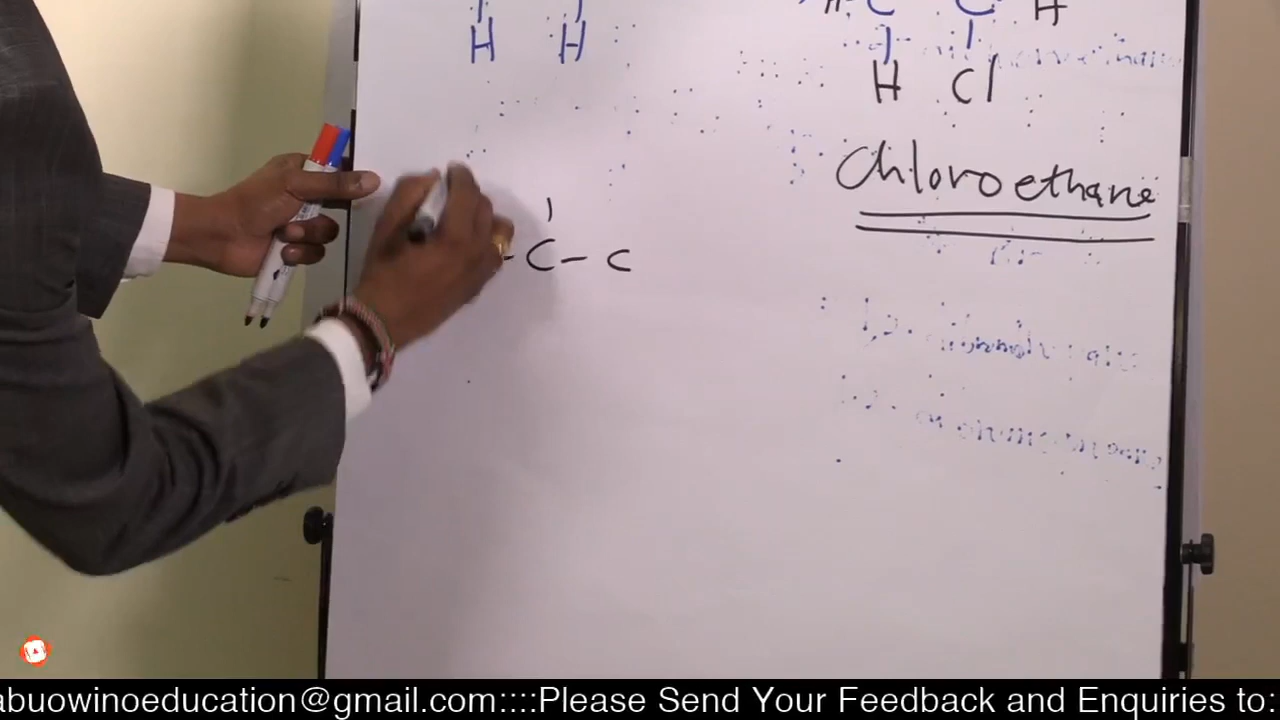 H C C H
H H
H Cl
Chloroethane
C - C
abuowinoeducation@gmail.com::::Please Send Your Feedback and Enquiries to: